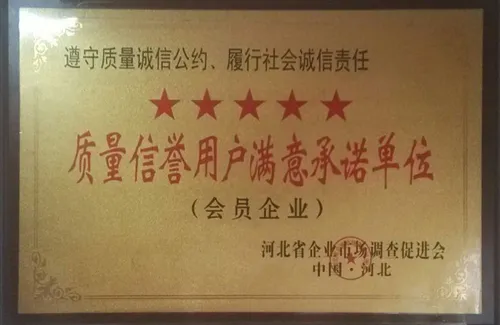 遵守质量诚信公约、履行社会诚信责任
★★★★★
质量信誉用户满意承诺单位
(会员企业)
河北省企业市场调查促进会
中国·河北